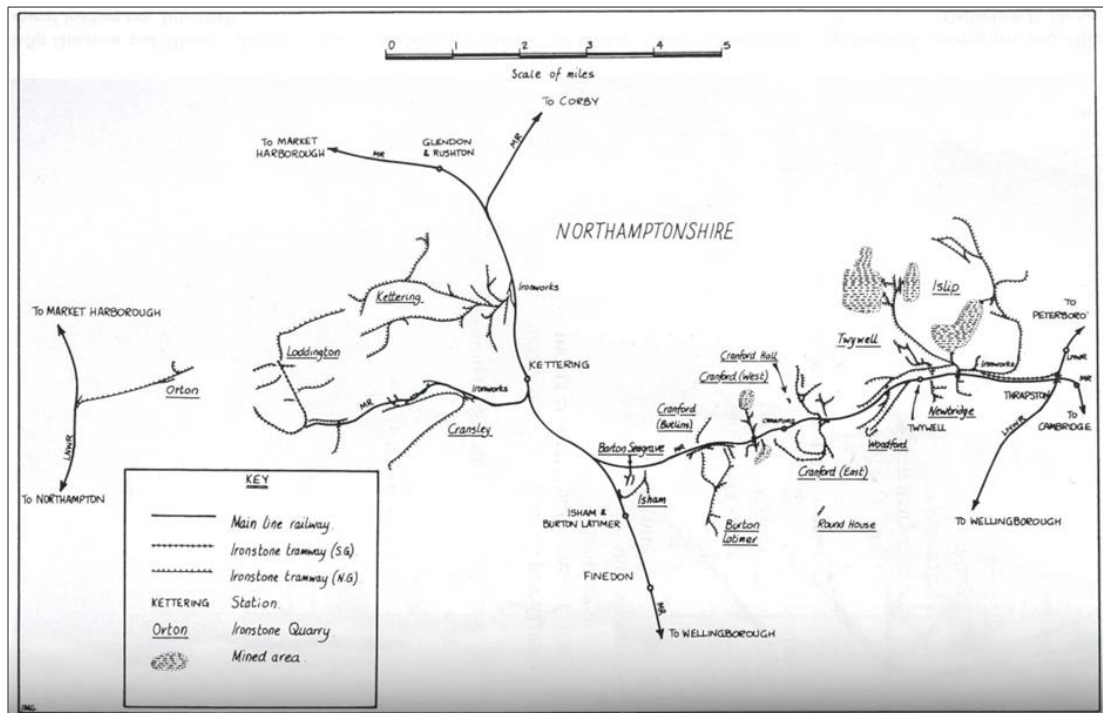 0 1 2 3 4 5
Scale of miles
TO CORBY
MR
TO MARKET
HARBOROUGH
MR
GLENDON
& RUSHTON
NORTHAMPTONSHIRE
Ironworks
Kettering
Islip
TO
PETERBORO'
TO MARKET HARBOROUGH
Loddington
Twywell
LNWR
Orton
KETTERING
Cranford Hall
Cranford (West)
Ironworks
MR
Ironworks
MR
THRAPSTON
Cransley
Cranford
(Butlins)
CRANFORD
Newbridge
TWYWELL
TO
CAMBRIDGE
LNWR
Barton Seagrave
MR
Woodford
LNWR
Cranford (East)
TO NORTHAMPTON
Isham
ISHAM &
BURTON LATIMER
Burton
Latimer
Round House
TO WELLINGBOROUGH
FINEDON
MR
TO WELLINGBOROUGH
KEY
Main line railway.
Ironstone tramway (S.G).
Ironstone tramway (N.G)
KETTERING Station.
Orton Ironstone Quarry
Mined area.
IMG